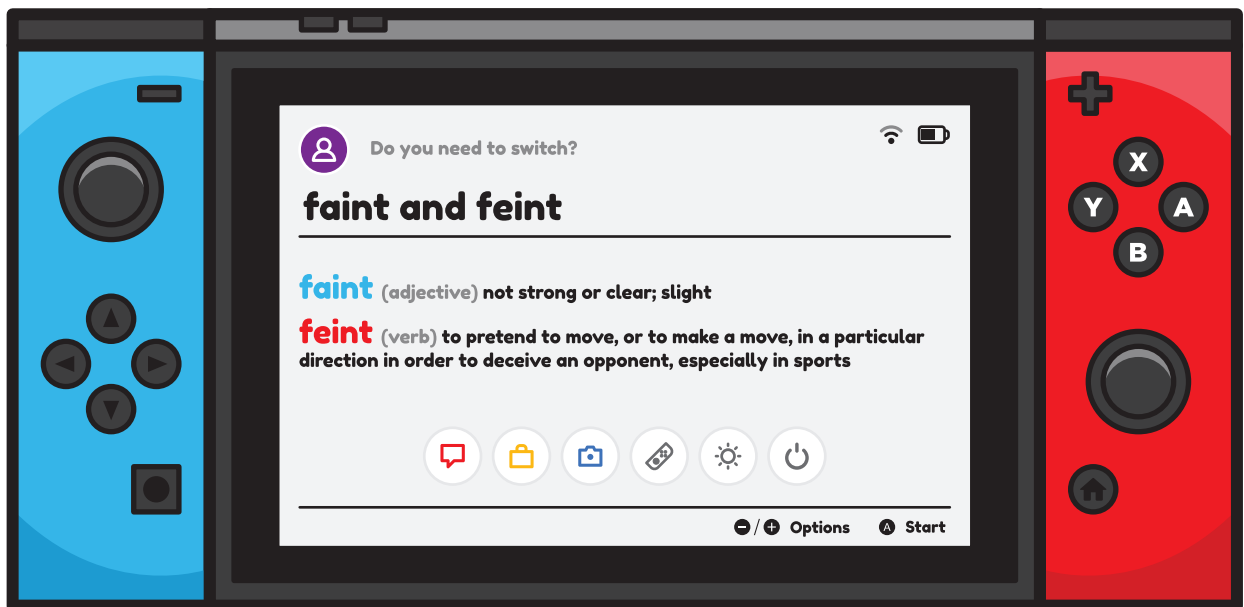 Do you need to switch?
faint and feint
faint (adjective) not strong or clear; slight
feint (verb) to pretend to move, or to make a move, in a particular
direction in order to deceive an opponent, especially in sports
/ Options A Start
X
Y A
B